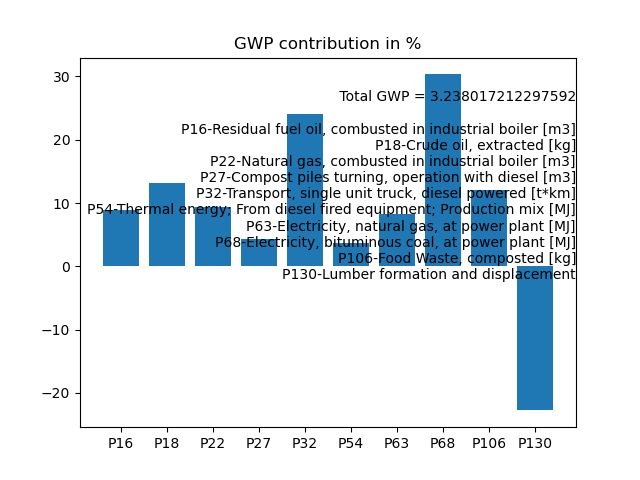 GWP contribution in %
30
20
10
0
−10
−20
Total GWP = 3.238017212297592
P16-Residual fuel oil, combusted in industrial boiler [m3]
P18-Crude oil, extracted [kg]
P22-Natural gas, combusted in industrial boiler [m3]
P27-Compost piles turning, operation with diesel [m3]
P32-Transport, single unit truck, diesel powered [t*km]
P54-Thermal energy; From diesel fired equipment; Production mix [MJ]
P63-Electricity, natural gas, at power plant [MJ]
P68-Electricity, bituminous coal, at power plant [MJ]
P106-Food Waste, composted [kg]
P130-Lumber formation and displacement
P16 P18 P22 P27 P32 P54 P63 P68 P106 P130